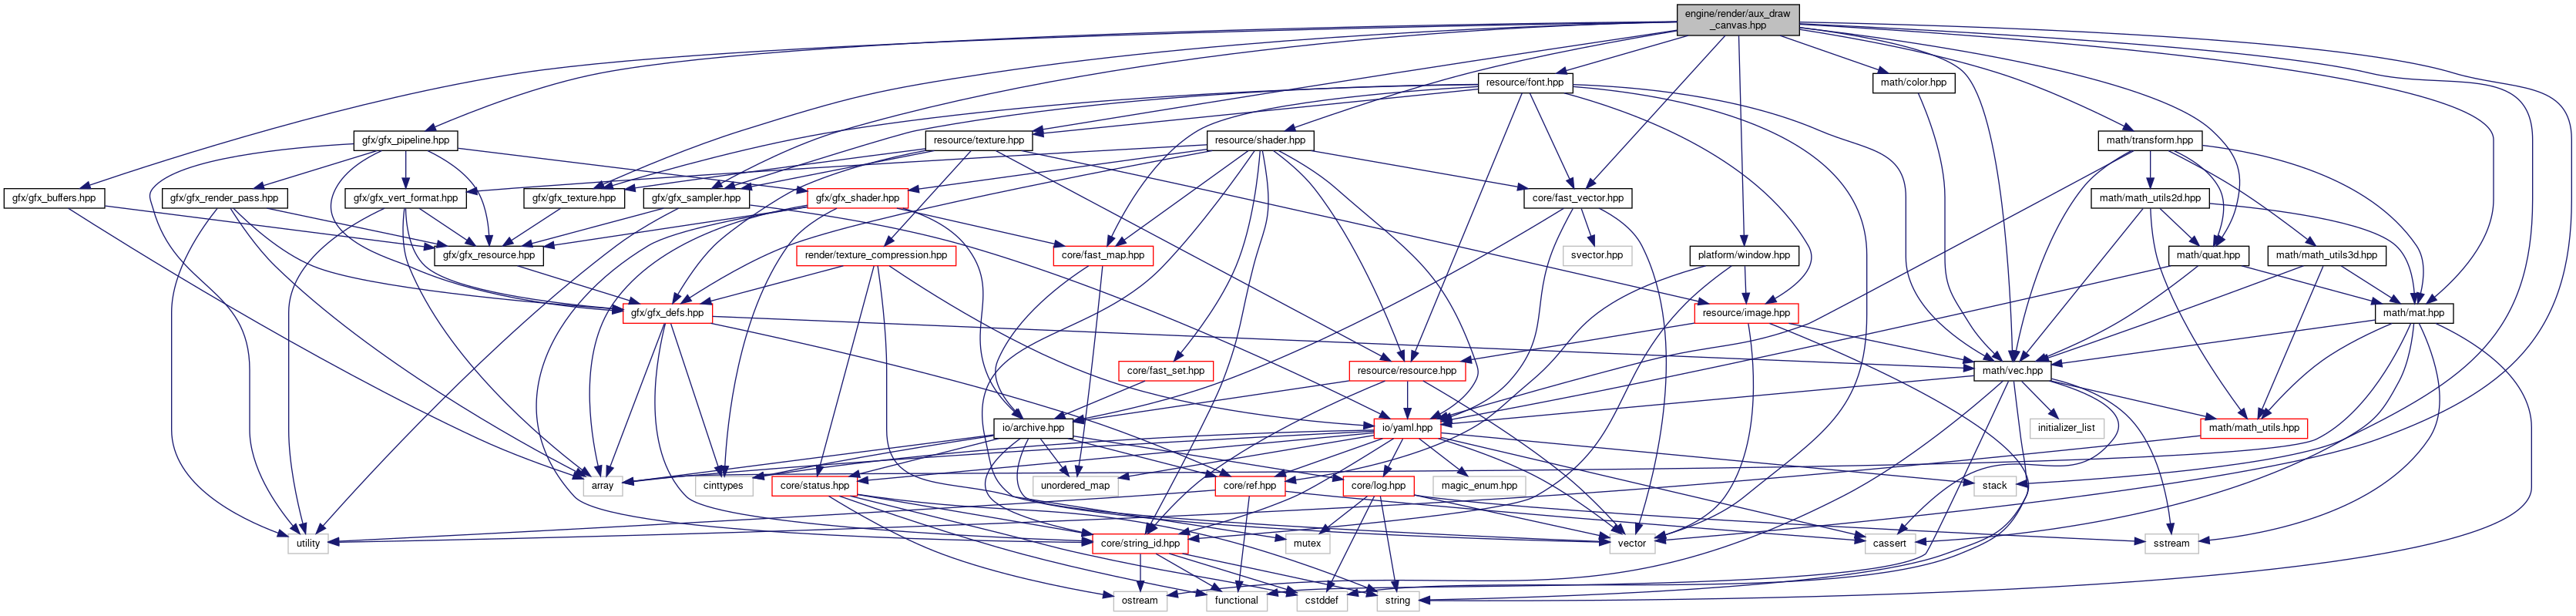 engine/render/aux_draw
_canvas.hpp
resource/font.hpp
math/color.hpp
gfx/gfx_pipeline.hpp
resource/texture.hpp
resource/shader.hpp
math/transform.hpp
gfx/gfx_buffers.hpp
gfx/gfx_render_pass.hpp
gfx/gfx_vert_format.hpp
gfx/gfx_texture.hpp
gfx/gfx_sampler.hpp
gfx/gfx_shader.hpp
core/fast_vector.hpp
math/math_utils2d.hpp
gfx/gfx_resource.hpp
render/texture_compression.hpp
core/fast_map.hpp
svector.hpp
platform/window.hpp
math/quat.hpp
math/math_utils3d.hpp
gfx/gfx_defs.hpp
resource/image.hpp
math/mat.hpp
core/fast_set.hpp
resource/resource.hpp
math/vec.hpp
io/archive.hpp
io/yaml.hpp
initializer_list
math/math_utils.hpp
array
cinttypes
core/status.hpp
unordered_map
core/ref.hpp
core/log.hpp
magic_enum.hpp
stack
utility
core/string_id.hpp
mutex
vector
cassert
sstream
ostream
functional
cstddef
string